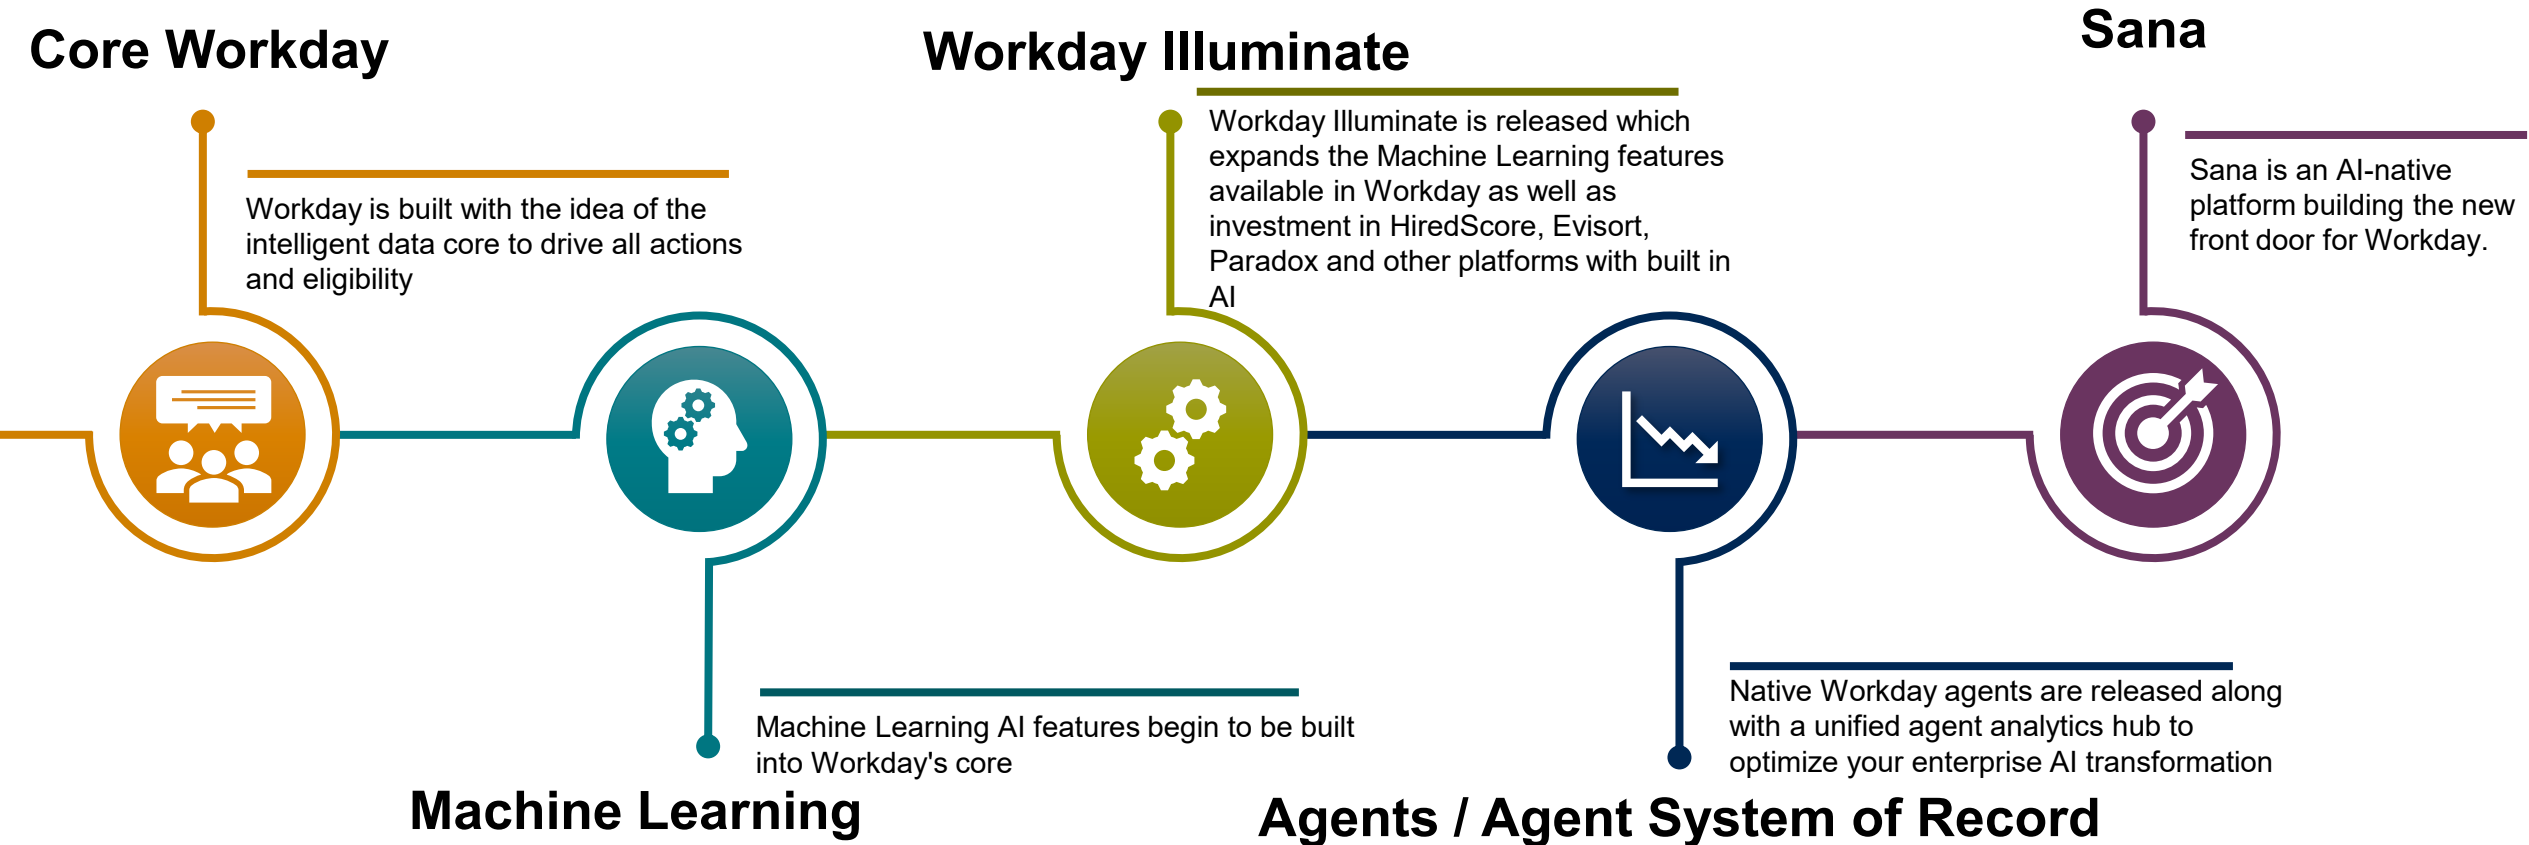 Core Workday
Workday is built with the idea of the
intelligent data core to drive all actions
and eligibility
Machine Learning AI features begin to be built
into Workday's core
Machine Learning
Workday Illuminate
Workday Illuminate is released which
expands the Machine Learning features
available in Workday as well as
investment in HiredScore, Evisort,
Paradox and other platforms with built in
AI
Native Workday agents are released along
with a unified agent analytics hub to
optimize your enterprise AI transformation
Agents / Agent System of Record
Sana
Sana is an AI-native
platform building the new
front door for Workday.